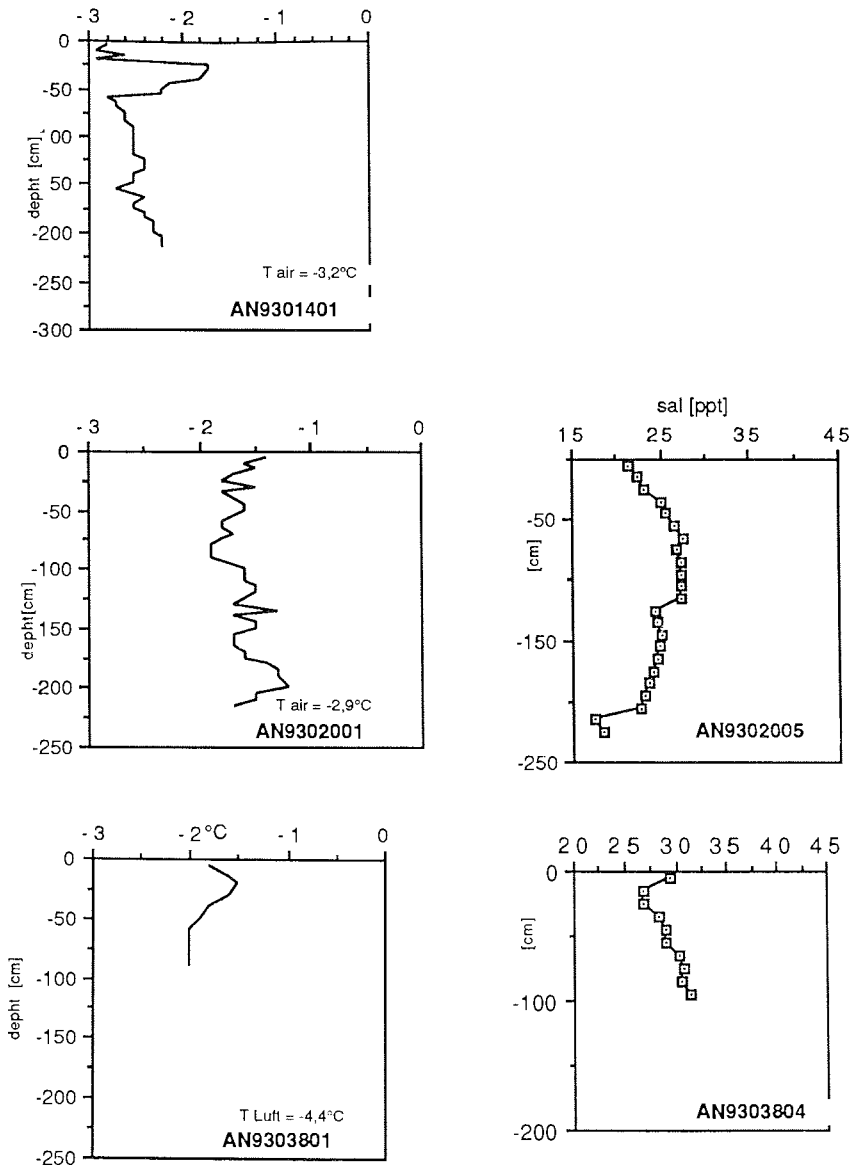 -3 -2 -1 0
0
-50
00
50
-200
-250
-300
depht [cm]
T air = -3,2°C
AN9301401
-3 -2 -1 0
0
-50
-100
-150
-200
-250
depht[cm]
T air = -2,9°C
AN9302001
sal [ppt]
15 25 35 45
-50
-150
-250
[cm]
AN9302005
-3 -2°C -1 0
0
-50
-100
-150
-200
-250
depht [cm]
T Luft = -4,4°C
AN9303801
20 25 30 35 40 45
0
-100
-200
[cm]
AN9303804